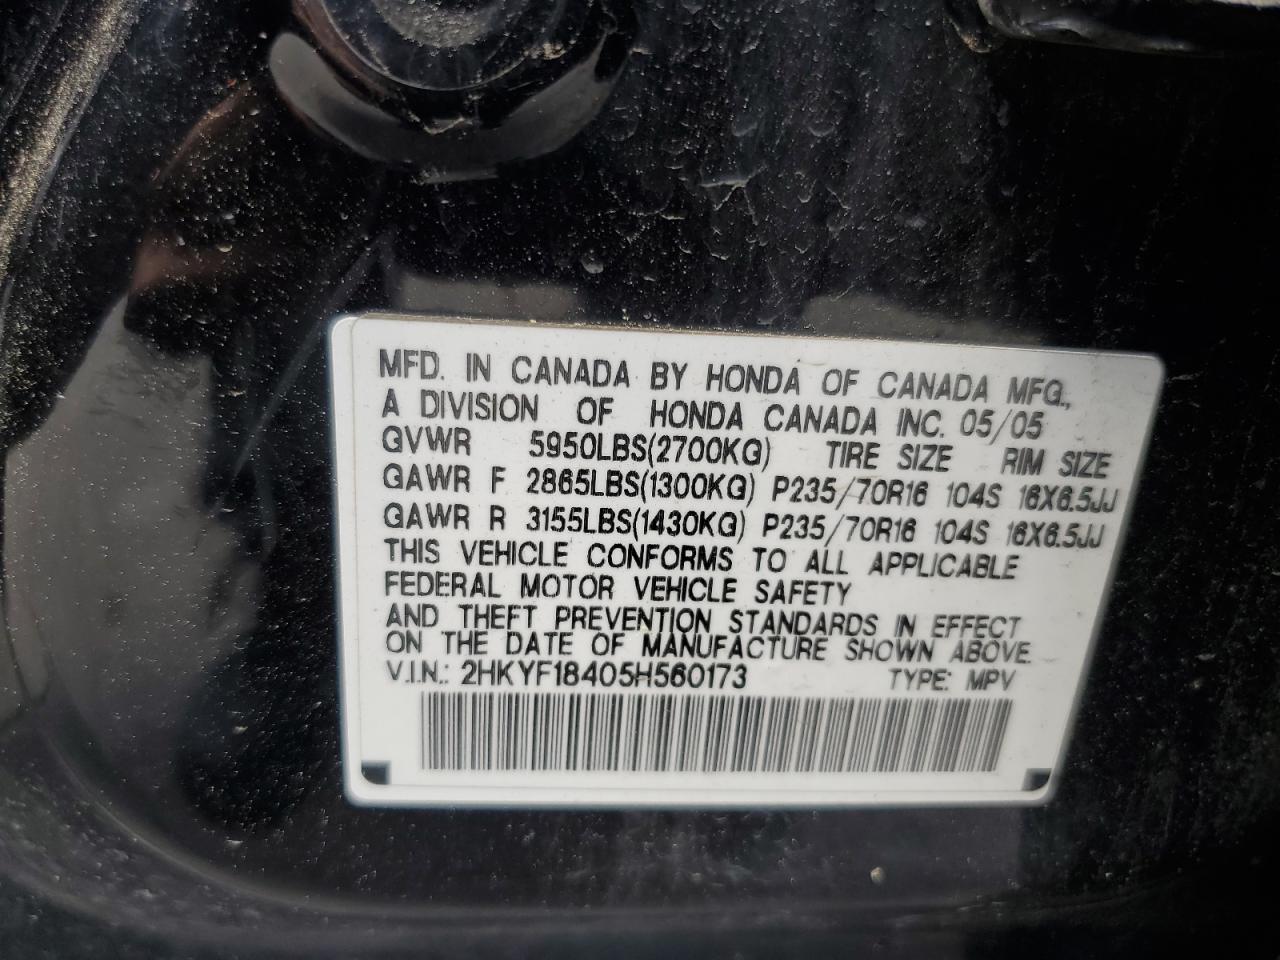 MFD. IN CANADA BY HONDA OF CANADA MFG.,
A DIVISION OF HONDA CANADA INC. 05/05
GVWR 5950LBS(2700KG) TIRE SIZE RIM SIZE
GAWR F 2865LBS(1300KG) P235/70R16 104S 16X6.5JJ
GAWR R 3155LBS(1430KG) P235/70R16 104S 16X6.5JJ
THIS VEHICLE CONFORMS TO ALL APPLICABLE
FEDERAL MOTOR VEHICLE SAFETY
AND THEFT PREVENTION STANDARDS IN EFFECT
ON THE DATE OF MANUFACTURE SHOWN ABOVE.
V.I.N.: 2HKYF18405H560173 TYPE: MPV